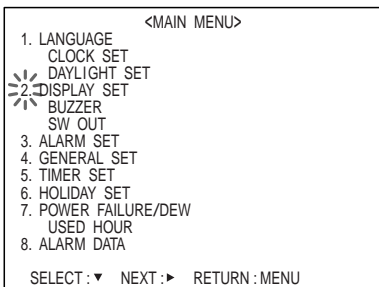 <MAIN MENU>
1. LANGUAGE
CLOCK SET
DAYLIGHT SET
2. DISPLAY SET
BUZZER
SW OUT
3. ALARM SET
4. GENERAL SET
5. TIMER SET
6. HOLIDAY SET
7. POWER FAILURE/DEW
USED HOUR
8. ALARM DATA
SELECT : ▼ NEXT : ► RETURN : MENU